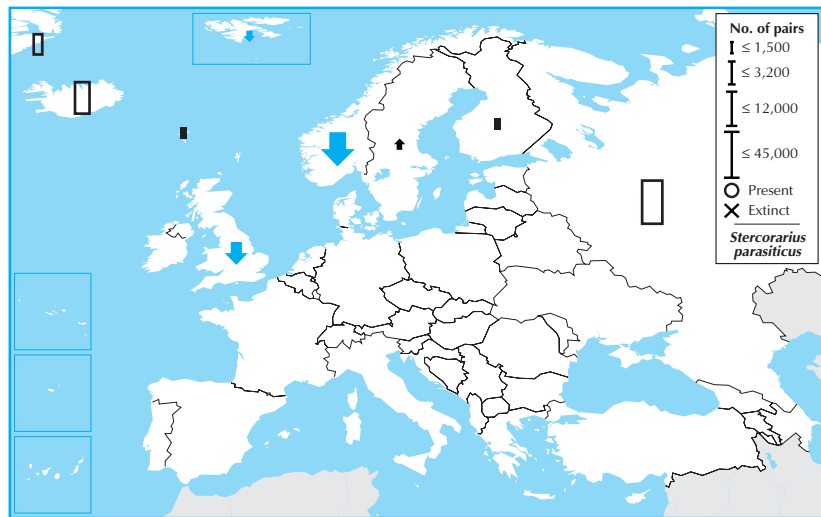 No. of pairs
≤ 1,500
≤ 3,200
≤ 12,000
≤ 45,000
Present
Extinct
Stercorarius
parasiticus